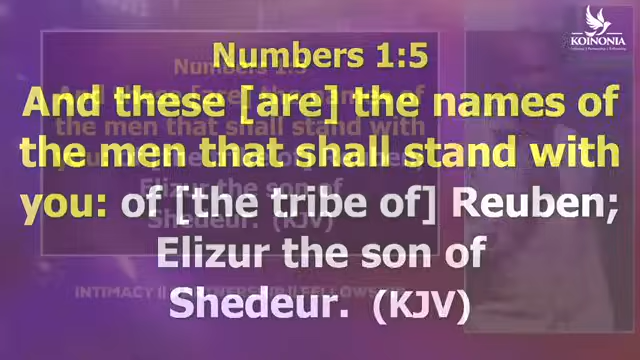 KOINONIA
Numbers 1:5
And these [are] the names of
the men that shall stand with
you: of [the tribe of] Reuben;
Elizur the son of
Shedeur. (KJV)